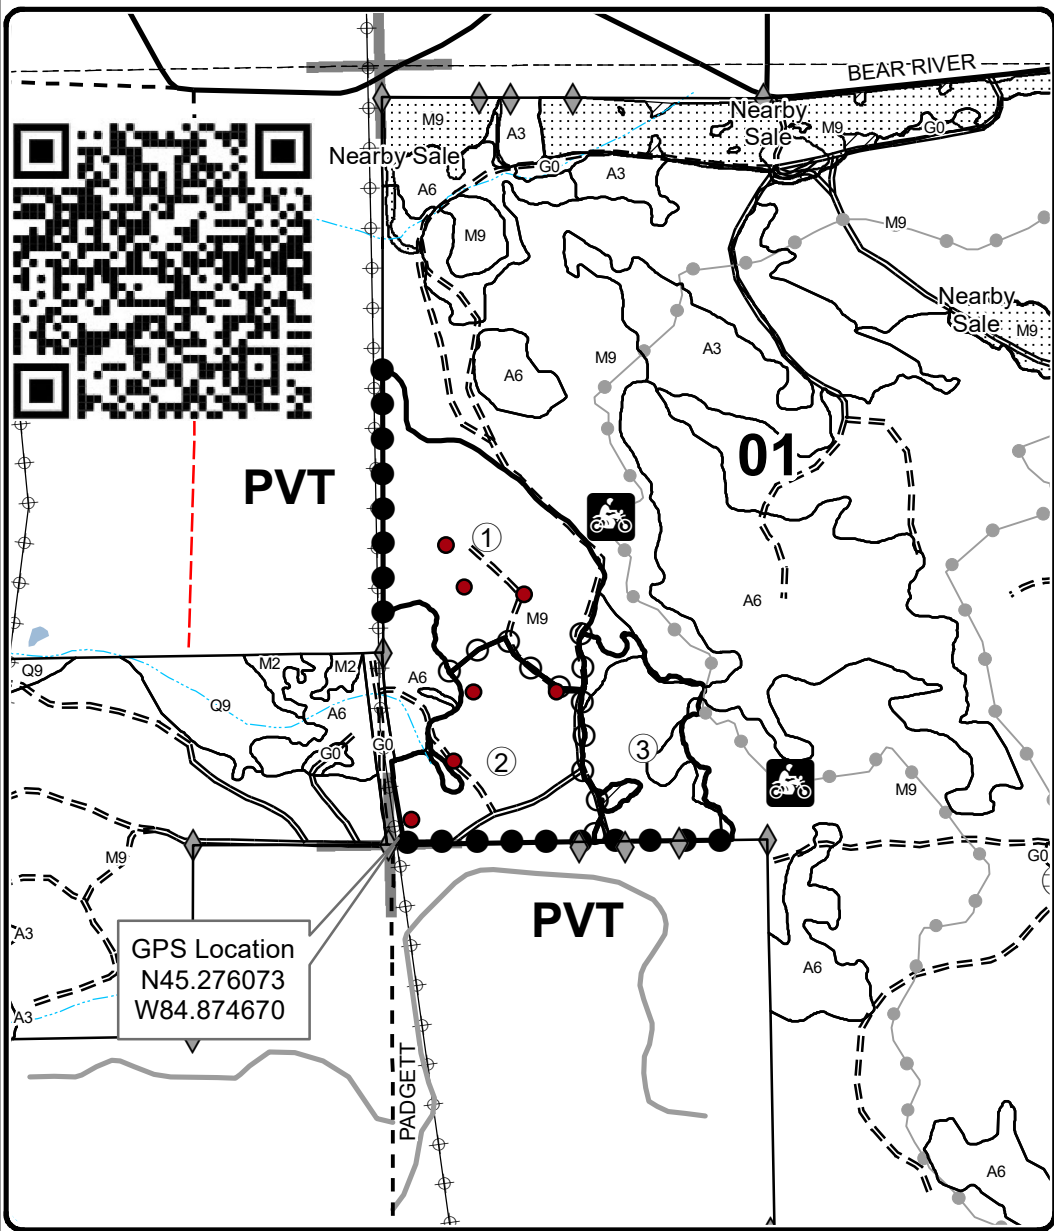 BEAR RIVER
Nearby
Sale
M9
A3
M9
G0
Nearby Sale
G0
A3
A6
M9
M9
Nearby
Sale
M9
M9
A3
A6
01
PVT
1
A6
M9
Q9
M2
M2
A6
Q9
A6
G0
G0
2
3
M9
M9
G0
A3
PVT
GPS Location
N45.276073
W84.874670
A6
A3
PADGETT
A6